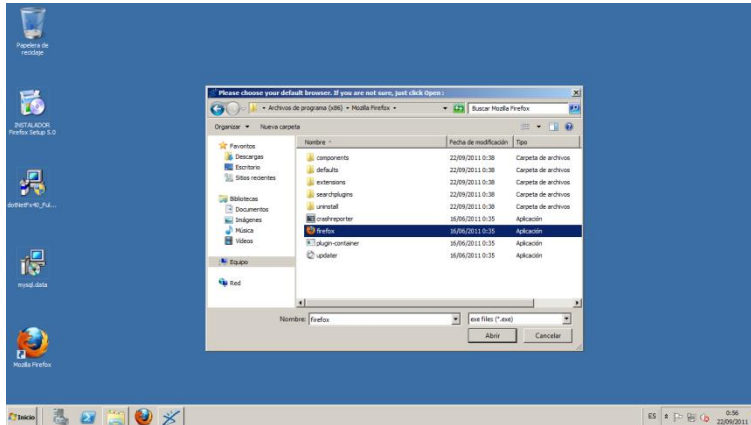 Papelera de
reciclaje
INSTALADOR
Firefox Setup 5.0
dotNetFx40_Ful...
mysql.data
Mozilla Firefox
Please choose your default browser. If you are not sure, just click Open :
Archivos de programa (x86) Mozilla Firefox
Buscar Mozilla Firefox
Organizar Nueva carpeta
Favoritos
Descargas
Escritorio
Sitios recientes
Bibliotecas
Documentos
Imágenes
Música
Vídeos
Equipo
Red
Nombre Fecha de modificación Tipo
components 22/09/2011 0:38 Carpeta de archivos
defaults 22/09/2011 0:38 Carpeta de archivos
extensions 22/09/2011 0:38 Carpeta de archivos
searchplugins 22/09/2011 0:38 Carpeta de archivos
uninstall 22/09/2011 0:38 Carpeta de archivos
crashreporter 16/06/2011 0:35 Aplicación
firefox 16/06/2011 0:35 Aplicación
plugin-container 16/06/2011 0:35 Aplicación
updater 16/06/2011 0:35 Aplicación
Nombre: firefox exe files (*.exe)
Abrir Cancelar
Inicio ES 0:56
22/09/2011